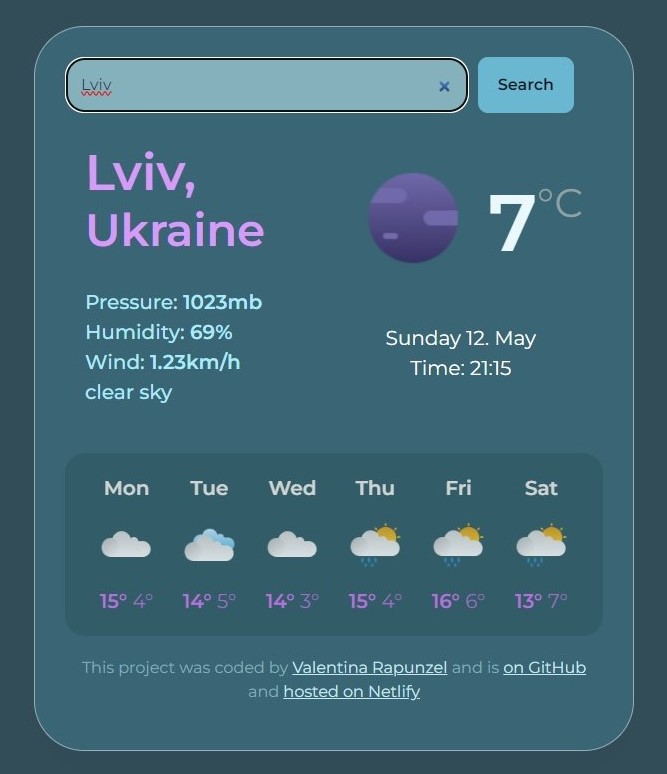 Lviv
Search
Lviv,
Ukraine
7°C
Pressure: 1023mb
Humidity: 69%
Wind: 1.23km/h
clear sky
Sunday 12. May
Time: 21:15
Mon Tue Wed Thu Fri Sat
15° 4° 14° 5° 14° 3° 15° 4° 16° 6° 13° 7°
This project was coded by Valentina Rapunzel and is on GitHub
and hosted on Netlify